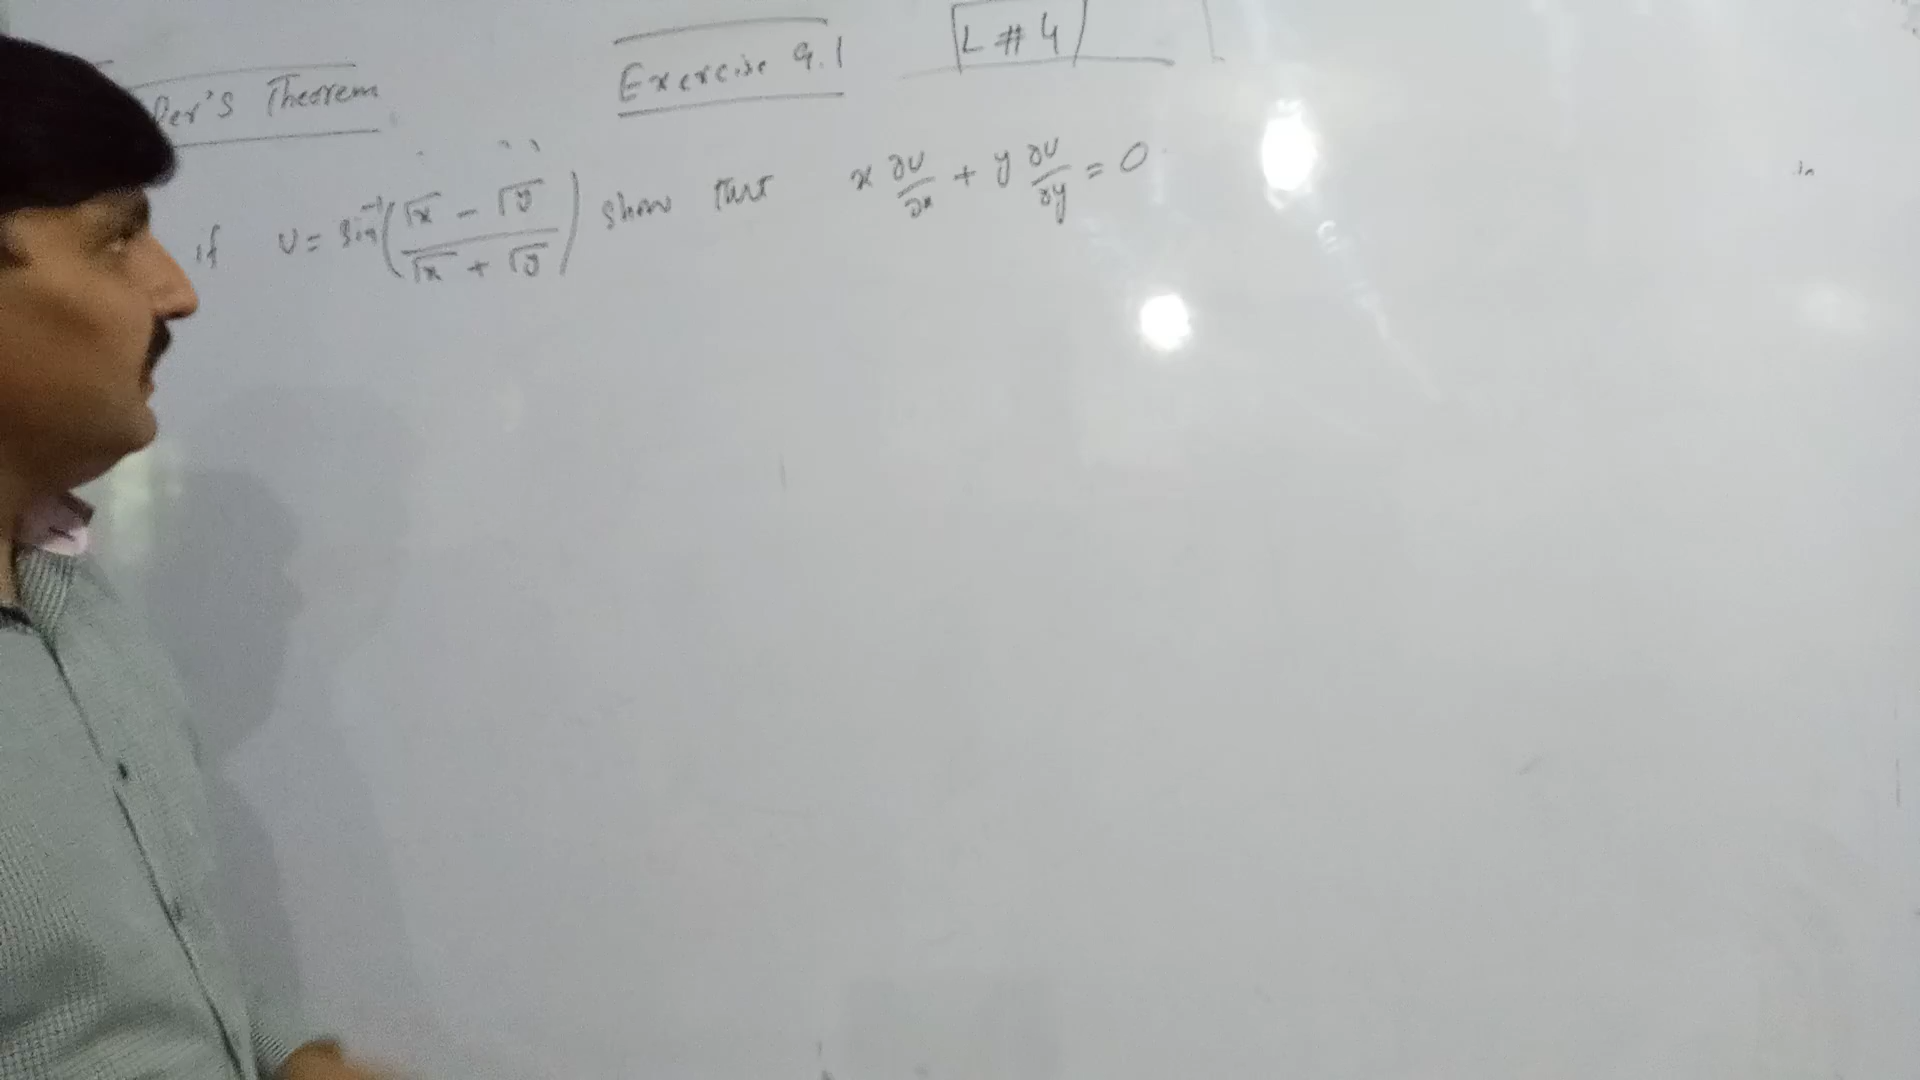 L # 4
ler's Theorem Exercise 9.1
if U = Sin⁻¹(√x - √y / √x + √y) show that x ∂U/∂x + y ∂U/∂y = 0